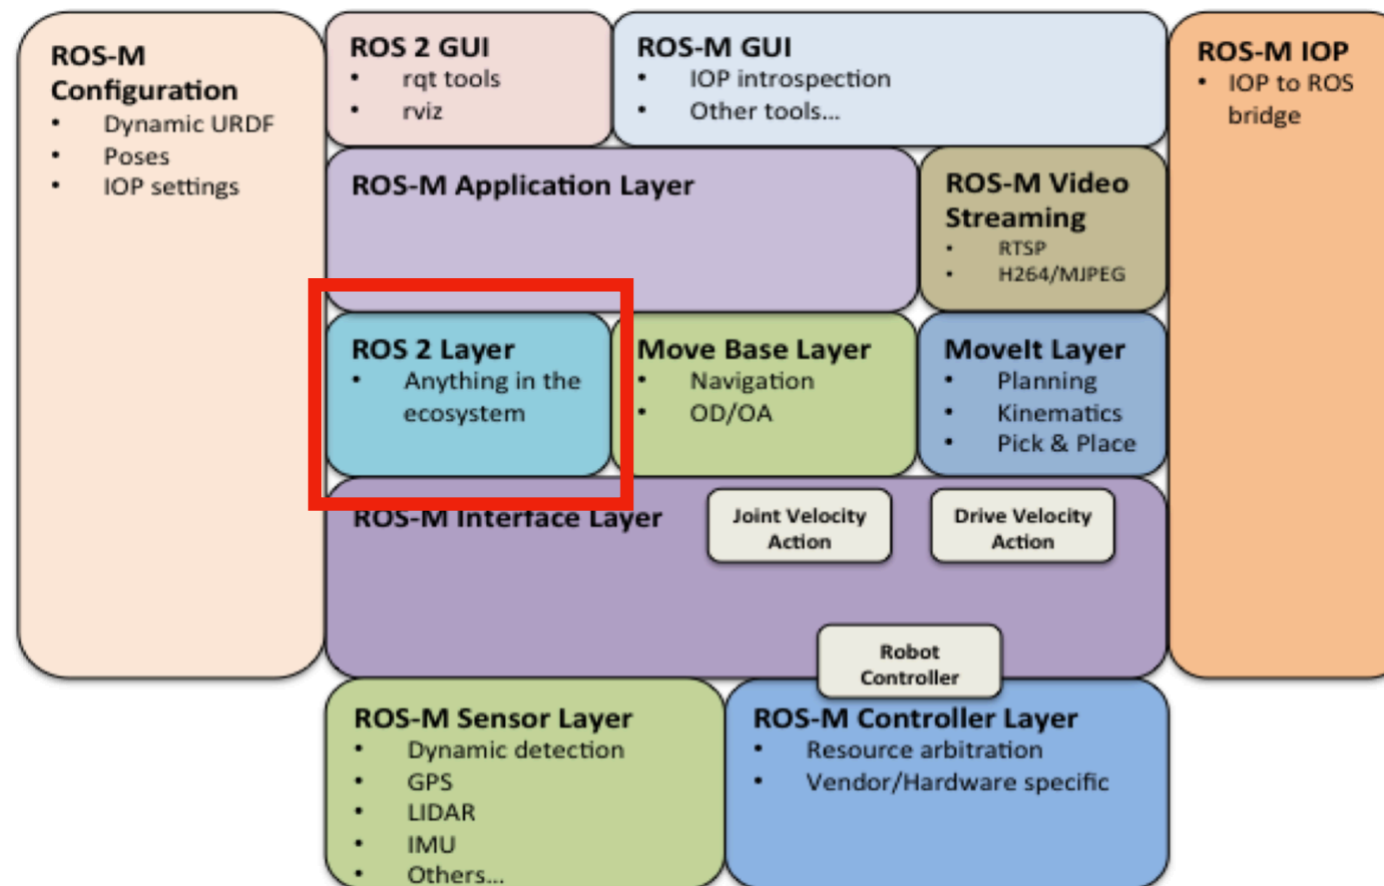 ROS-M
Configuration
• Dynamic URDF
• Poses
• IOP settings
ROS 2 GUI
• rqt tools
• rviz
ROS-M GUI
• IOP introspection
• Other tools...
ROS-M IOP
• IOP to ROS
bridge
ROS-M Application Layer
ROS-M Video
Streaming
• RTSP
• H264/MJPEG
ROS 2 Layer
• Anything in the
ecosystem
Move Base Layer
• Navigation
• OD/OA
MoveIt Layer
• Planning
• Kinematics
• Pick & Place
ROS-M Interface Layer
Joint Velocity
Action
Drive Velocity
Action
Robot
Controller
ROS-M Sensor Layer
• Dynamic detection
• GPS
• LIDAR
• IMU
• Others...
ROS-M Controller Layer
• Resource arbitration
• Vendor/Hardware specific